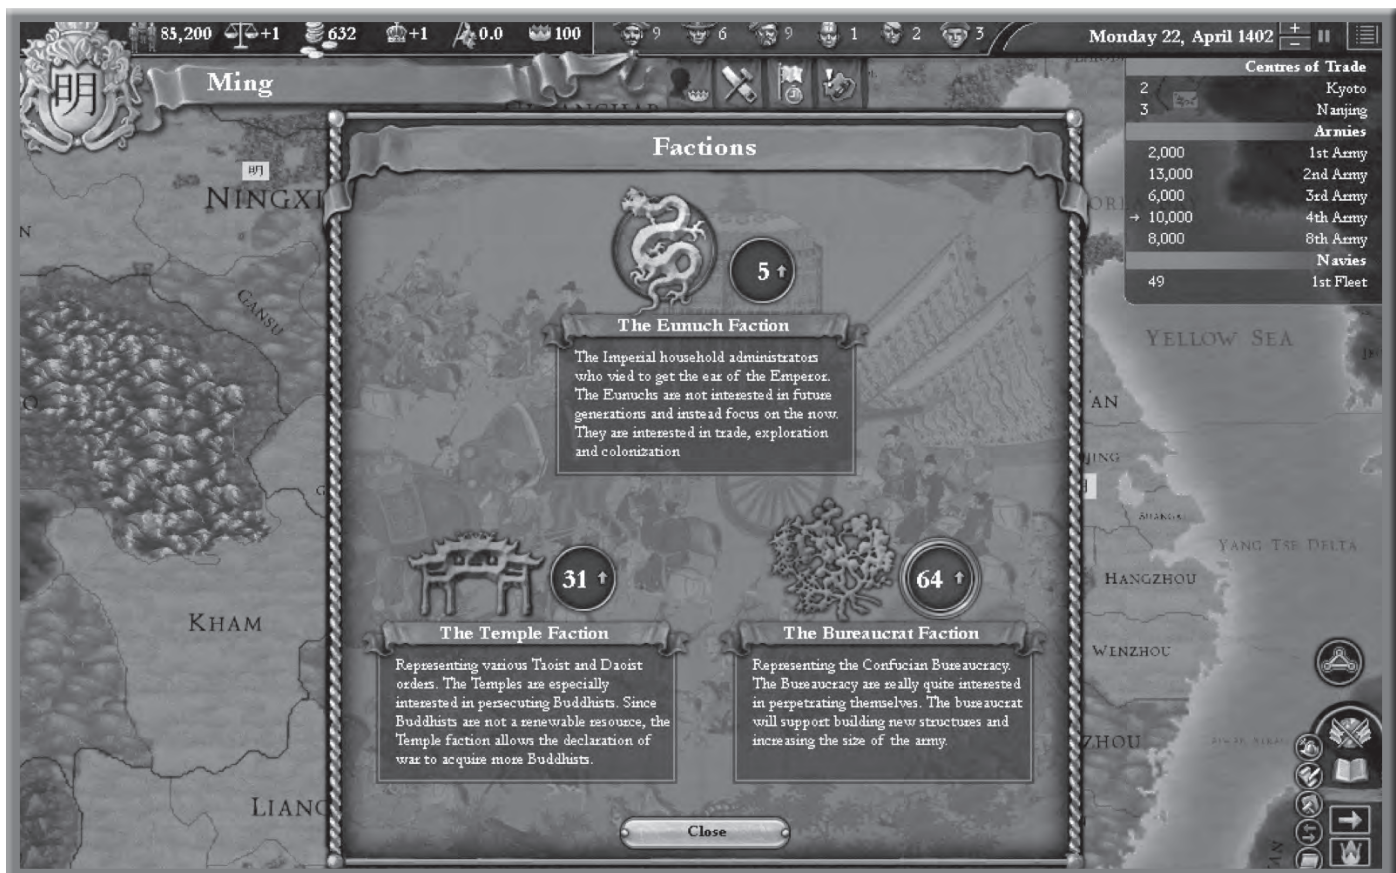 85,200 +1 632 +1 0.0 100 9 6 9 1 2 3 Monday 22, April 1402 + −
明
Ming
Centres of Trade
2 Kyoto
3 Nanjing
Armies
2,000 1st Army
13,000 2nd Army
6,000 3rd Army
10,000 4th Army
8,000 8th Army
Navies
49 1st Fleet
Factions
明
NINGXI
GANSU
KHAM
LIANG
5
The Eunuch Faction
The Imperial household administrators
who vied to get the ear of the Emperor.
The Eunuchs are not interested in future
generations and instead focus on the now.
They are interested in trade, exploration
and colonization
31
The Temple Faction
Representing various Taoist and Daoist
orders. The Temples are especially
interested in persecuting Buddhists. Since
Buddhists are not a renewable resource, the
Temple faction allows the declaration of
war to acquire more Buddhists.
64
The Bureaucrat Faction
Representing the Confucian Bureaucracy.
The Bureaucracy are really quite interested
in perpetrating themselves. The bureaucrat
will support building new structures and
increasing the size of the army.
Close
YELLOW SEA
'AN
JING
YANG TSE DELTA
HANGZHOU
WENZHOU
ZHOU